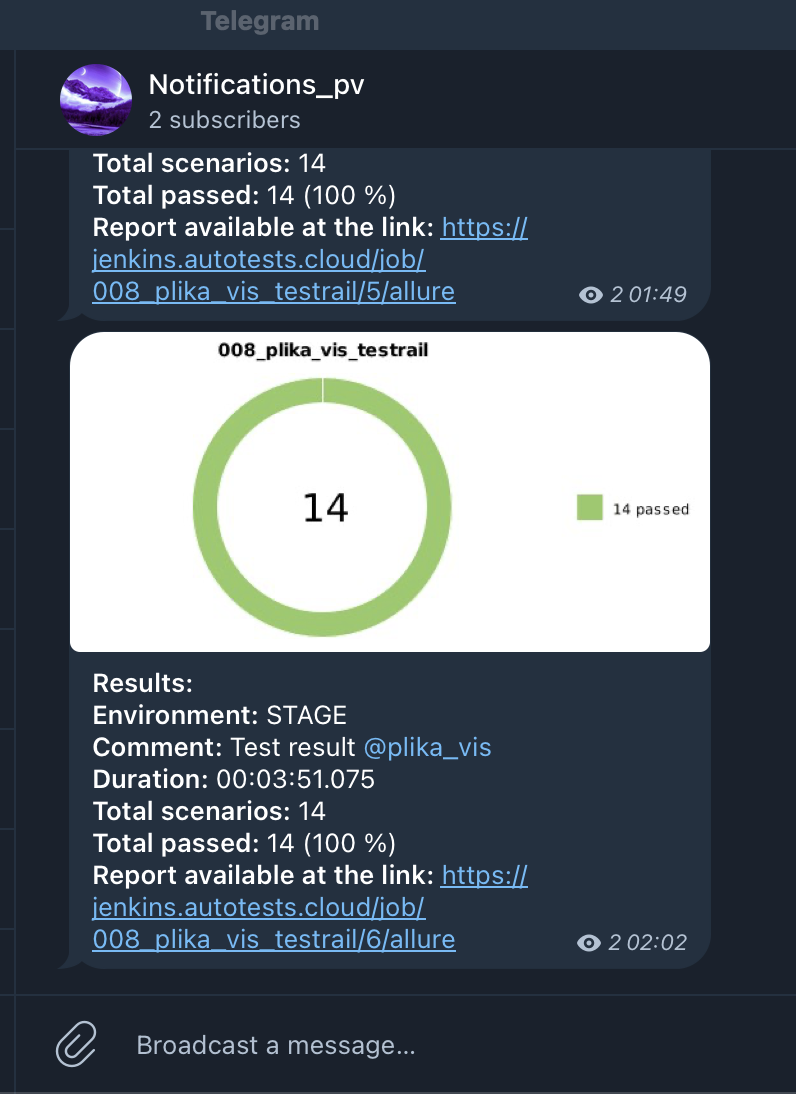 Telegram
Notifications_pv
2 subscribers
Total scenarios: 14
Total passed: 14 (100 %)
Report available at the link: https://
jenkins.autotests.cloud/job/
008_plika_vis_testrail/5/allure
2 01:49
008_plika_vis_testrail
14
14 passed
Results:
Environment: STAGE
Comment: Test result @plika_vis
Duration: 00:03:51.075
Total scenarios: 14
Total passed: 14 (100 %)
Report available at the link: https://
jenkins.autotests.cloud/job/
008_plika_vis_testrail/6/allure
2 02:02
Broadcast a message...